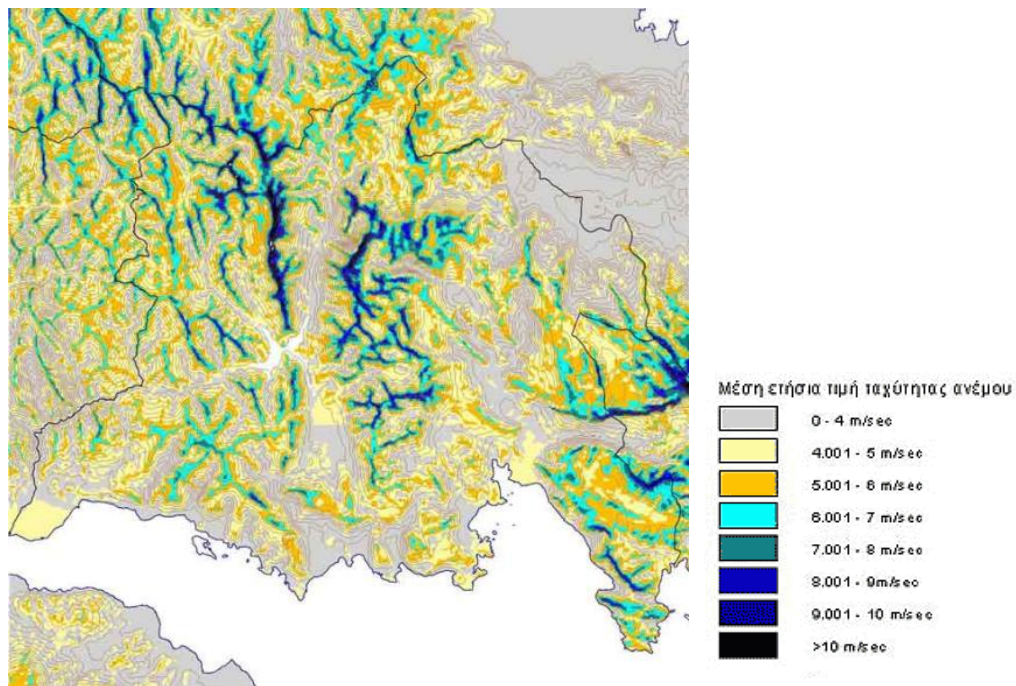 Μέση ετήσια τιμή ταχύτητας ανέμου
0 - 4 m/sec
4.001 - 5 m/sec
5.001 - 6 m/sec
6.001 - 7 m/sec
7.001 - 8 m/sec
8.001 - 9m/sec
9.001 - 10 m/sec
>10 m/sec